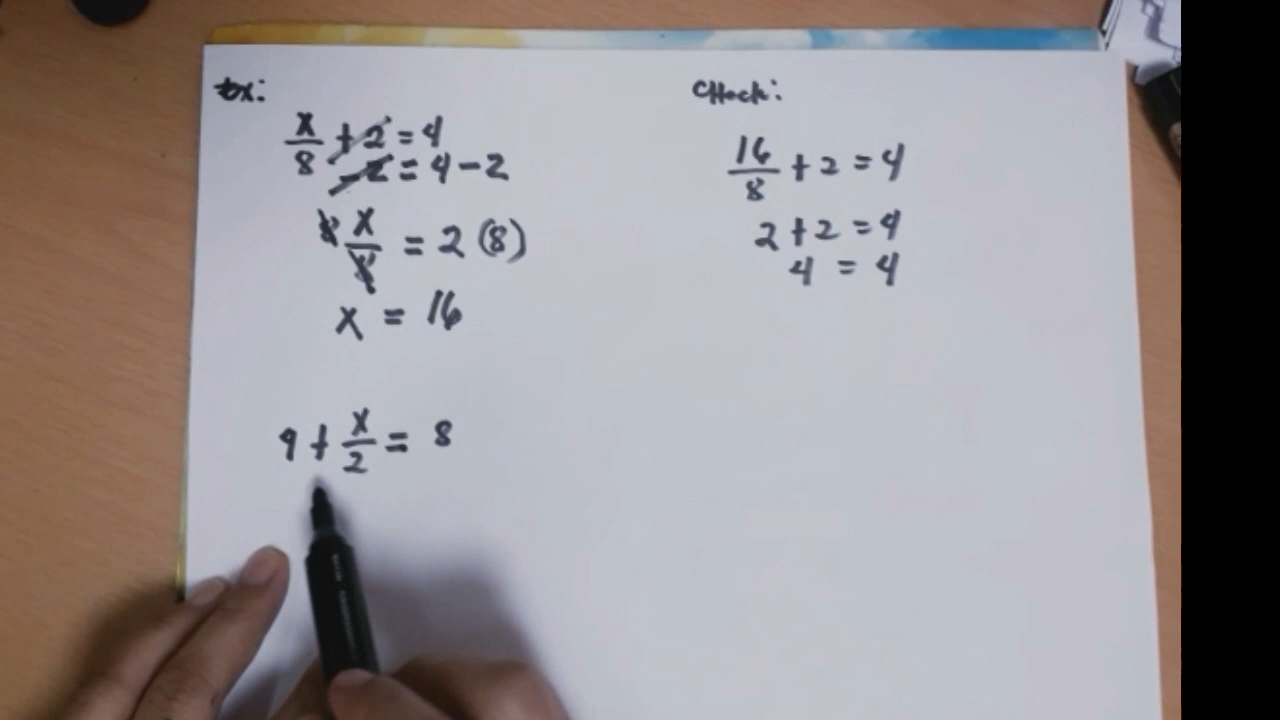 Ex:
x/8 + 2 = 4
- 2 = 4 - 2
8 x/8 = 2 (8)
x = 16
9 + x/2 = 8
CHeck:
16/8 + 2 = 4
2 + 2 = 4
4 = 4